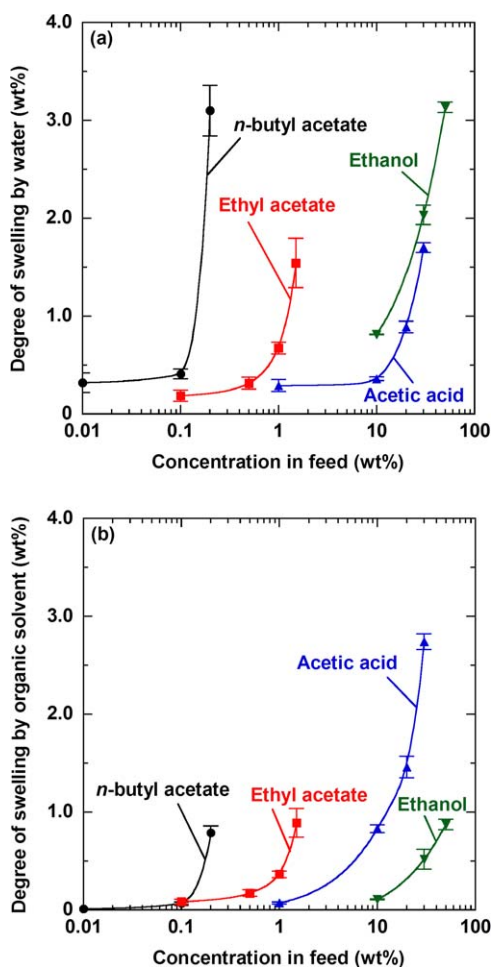 (a)
4.0
3.0
2.0
1.0
0
Degree of swelling by water (wt%)
n-butyl acetate
Ethyl acetate
Ethanol
Acetic acid
0.01 0.1 1 10 100
Concentration in feed (wt%)
(b)
4.0
3.0
2.0
1.0
0
Degree of swelling by organic solvent (wt%)
Acetic acid
n-butyl acetate
Ethyl acetate
Ethanol
0.01 0.1 1 10 100
Concentration in feed (wt%)